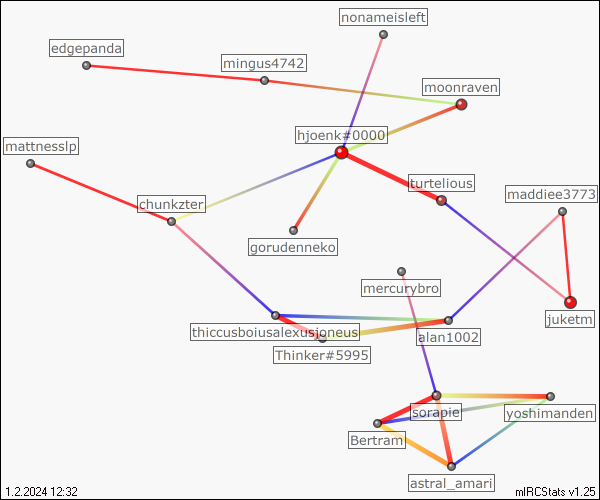 nonameisleft
edgepanda
mingus4742
moonraven
hjoenk#0000
mattnesslp
turtelious
maddiee3773
chunkzter
gorudenneko
mercurybro
juketm
thiccusboiusalexusjoneus
alan1002
Thinker#5995
sorapie
yoshimanden
Bertram
astral_amari
1.2.2024 12:32
mIRCStats v1.25